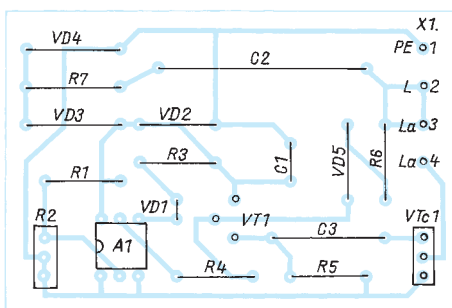 X1.
VD4
PE 1
C2
R7
L 2
VD3
VD2
La 3
R3
C1
VD5
R6
La 4
R1
VD1
VT1
R2
VTc1
A1
C3
R4
R5